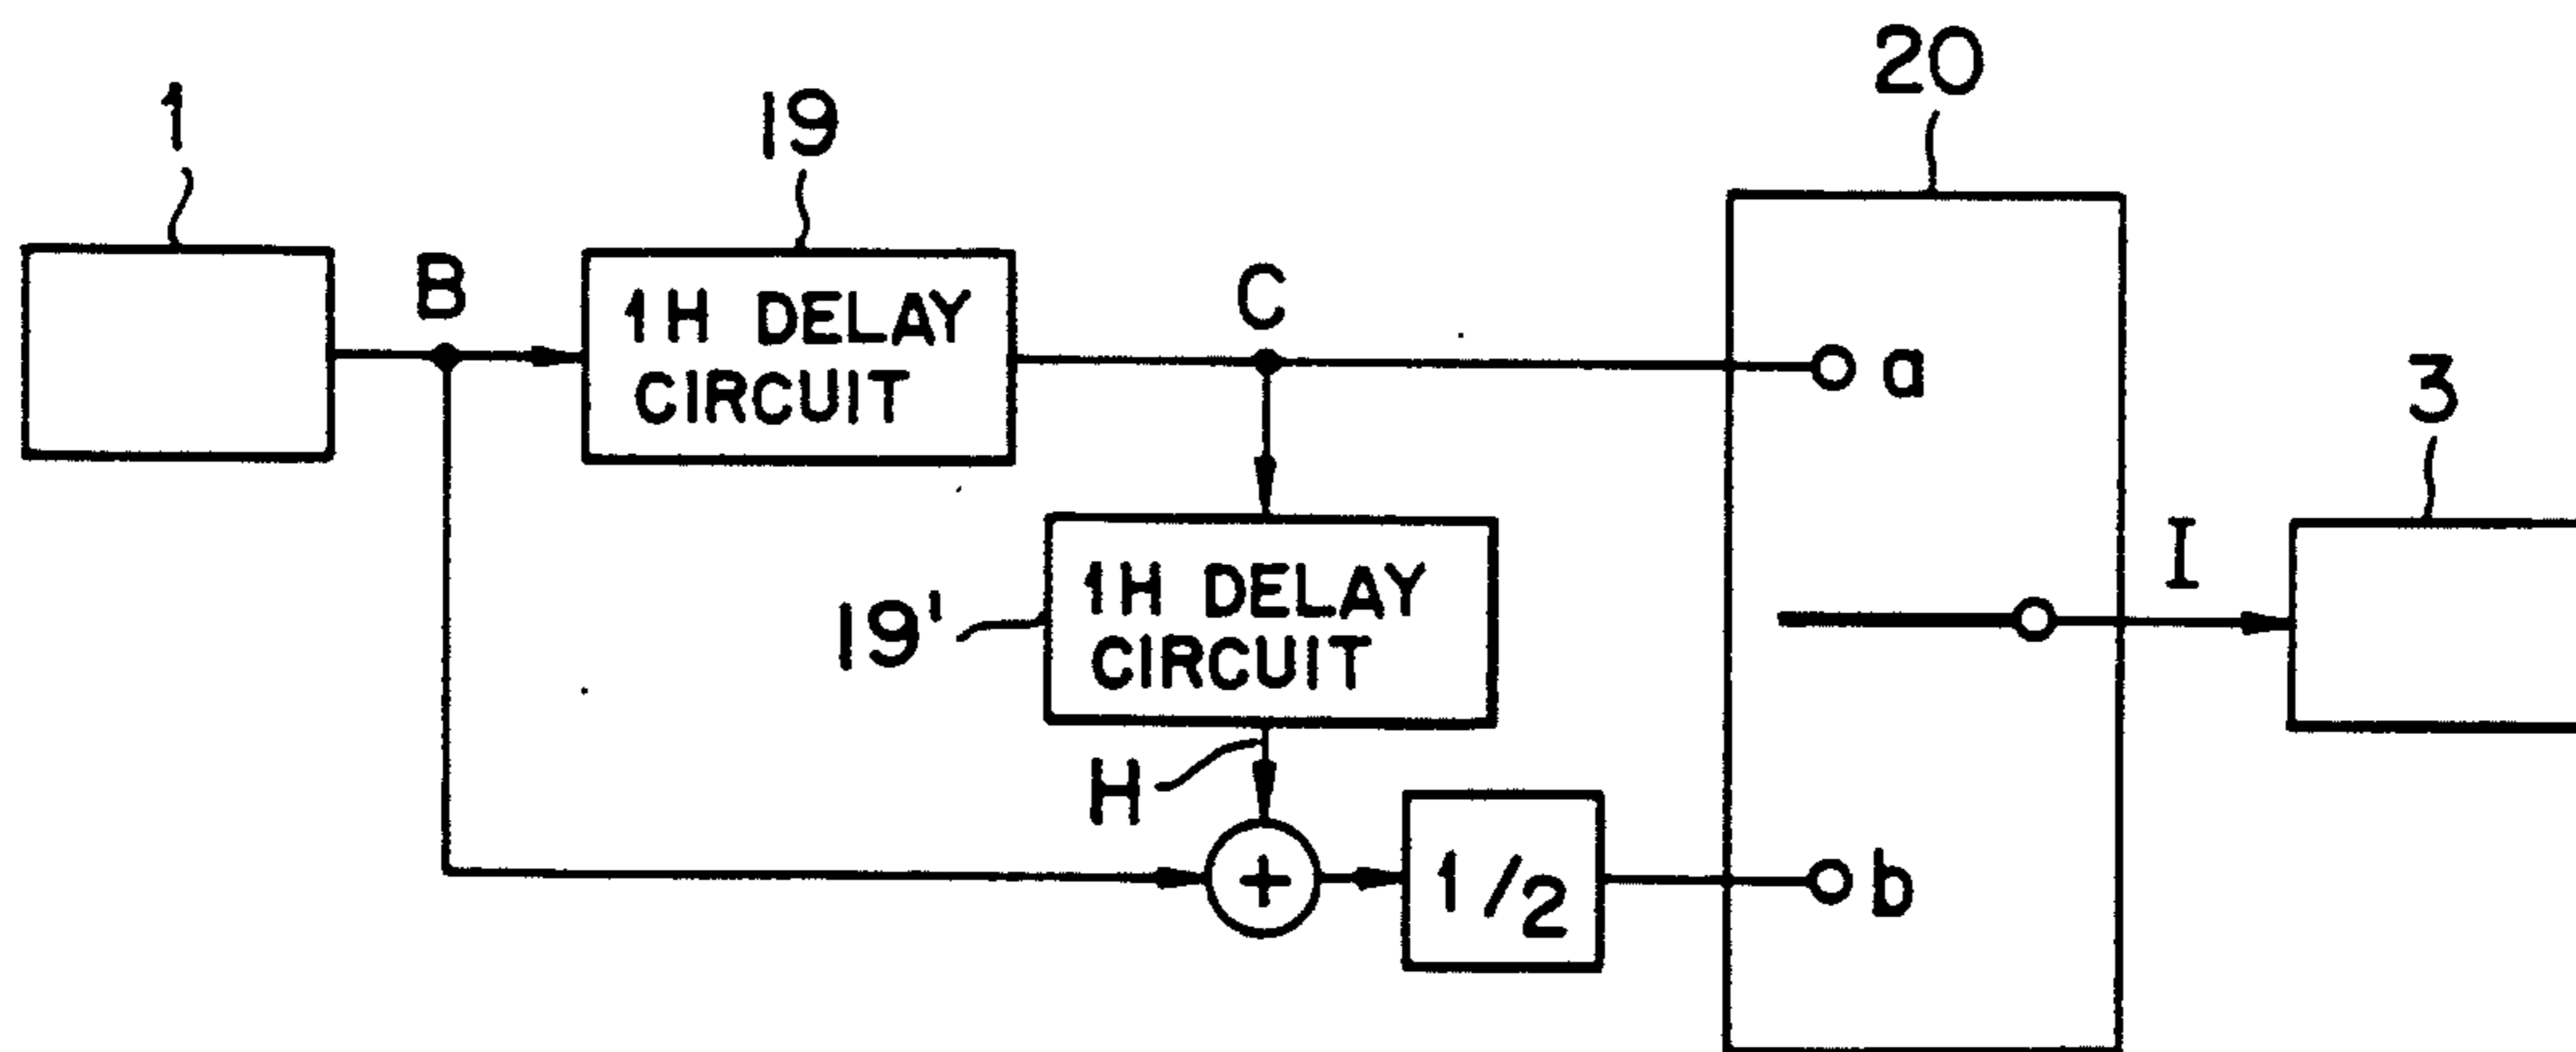 1
19
20
B
1H DELAY
CIRCUIT
C
a
3
19'
1H DELAY
CIRCUIT
I
H
+
1/2
b